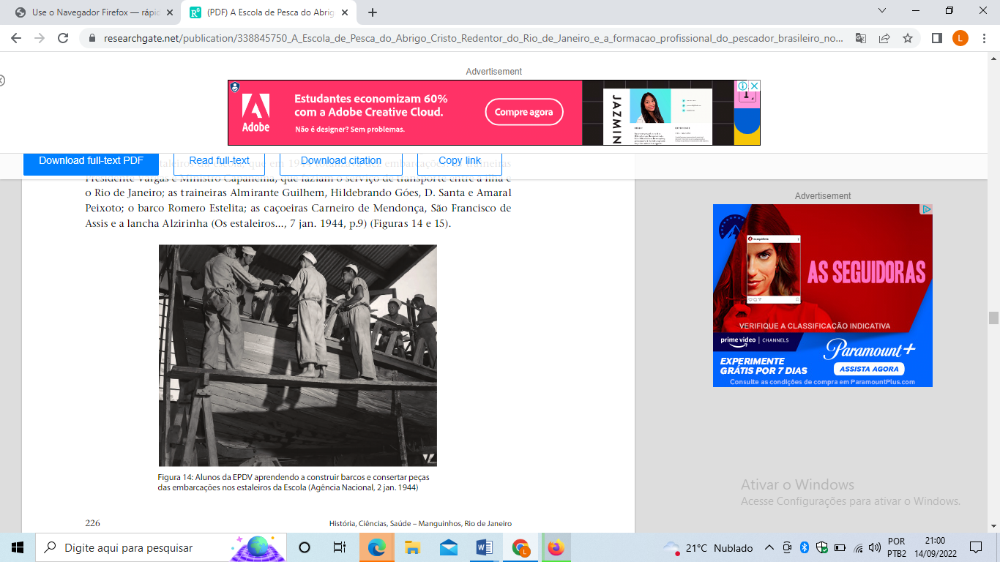 Use o Navegador Firefox — rápi
(PDF) A Escola de Pesca do Abrig
researchgate.net/publication/338845750_A_Escola_de_Pesca_do_Abrigo_Cristo_Redentor_do_Rio_de_Janeiro_e_a_formacao_profissional_do_pescador_brasileiro_no...
L
Advertisement
Adobe
Estudantes economizam 60%
com a Adobe Creative Cloud.
Não é designer? Sem problemas.
Compre agora
JAZMIN
Download full-text PDF
Read full-text
Download citation
Copy link
estaleiros da escola, que em 1944 totalizava dez embarcações: as traineiras
Presidente Vargas e Ministro Capanema, que faziam o serviço de transporte entre a ilha e
o Rio de Janeiro; as traineiras Almirante Guilhem, Hildebrando Góes, D. Santa e Amaral
Peixoto; o barco Romero Estelita; as caçoeiras Carneiro de Mendonça, São Francisco de
Assis e a lancha Alzirinha (Os estaleiros..., 7 jan. 1944, p.9) (Figuras 14 e 15).
Figura 14: Alunos da EPDV aprendendo a construir barcos e consertar peças
das embarcações nos estaleiros da Escola (Agência Nacional, 2 jan. 1944)
226
História, Ciências, Saúde – Manguinhos, Rio de Janeiro
Advertisement
AS SEGUIDORAS
VERIFIQUE A CLASSIFICAÇÃO INDICATIVA
prime video | CHANNELS
EXPERIMENTE
GRÁTIS POR 7 DIAS
Paramount+
ASSISTA AGORA
Consulte as condições de compra em ParamountPlus.com
Ativar o Windows
Acesse Configurações para ativar o Windows.
Digite aqui para pesquisar
L
21°C Nublado
POR
PTB2
21:00
14/09/2022